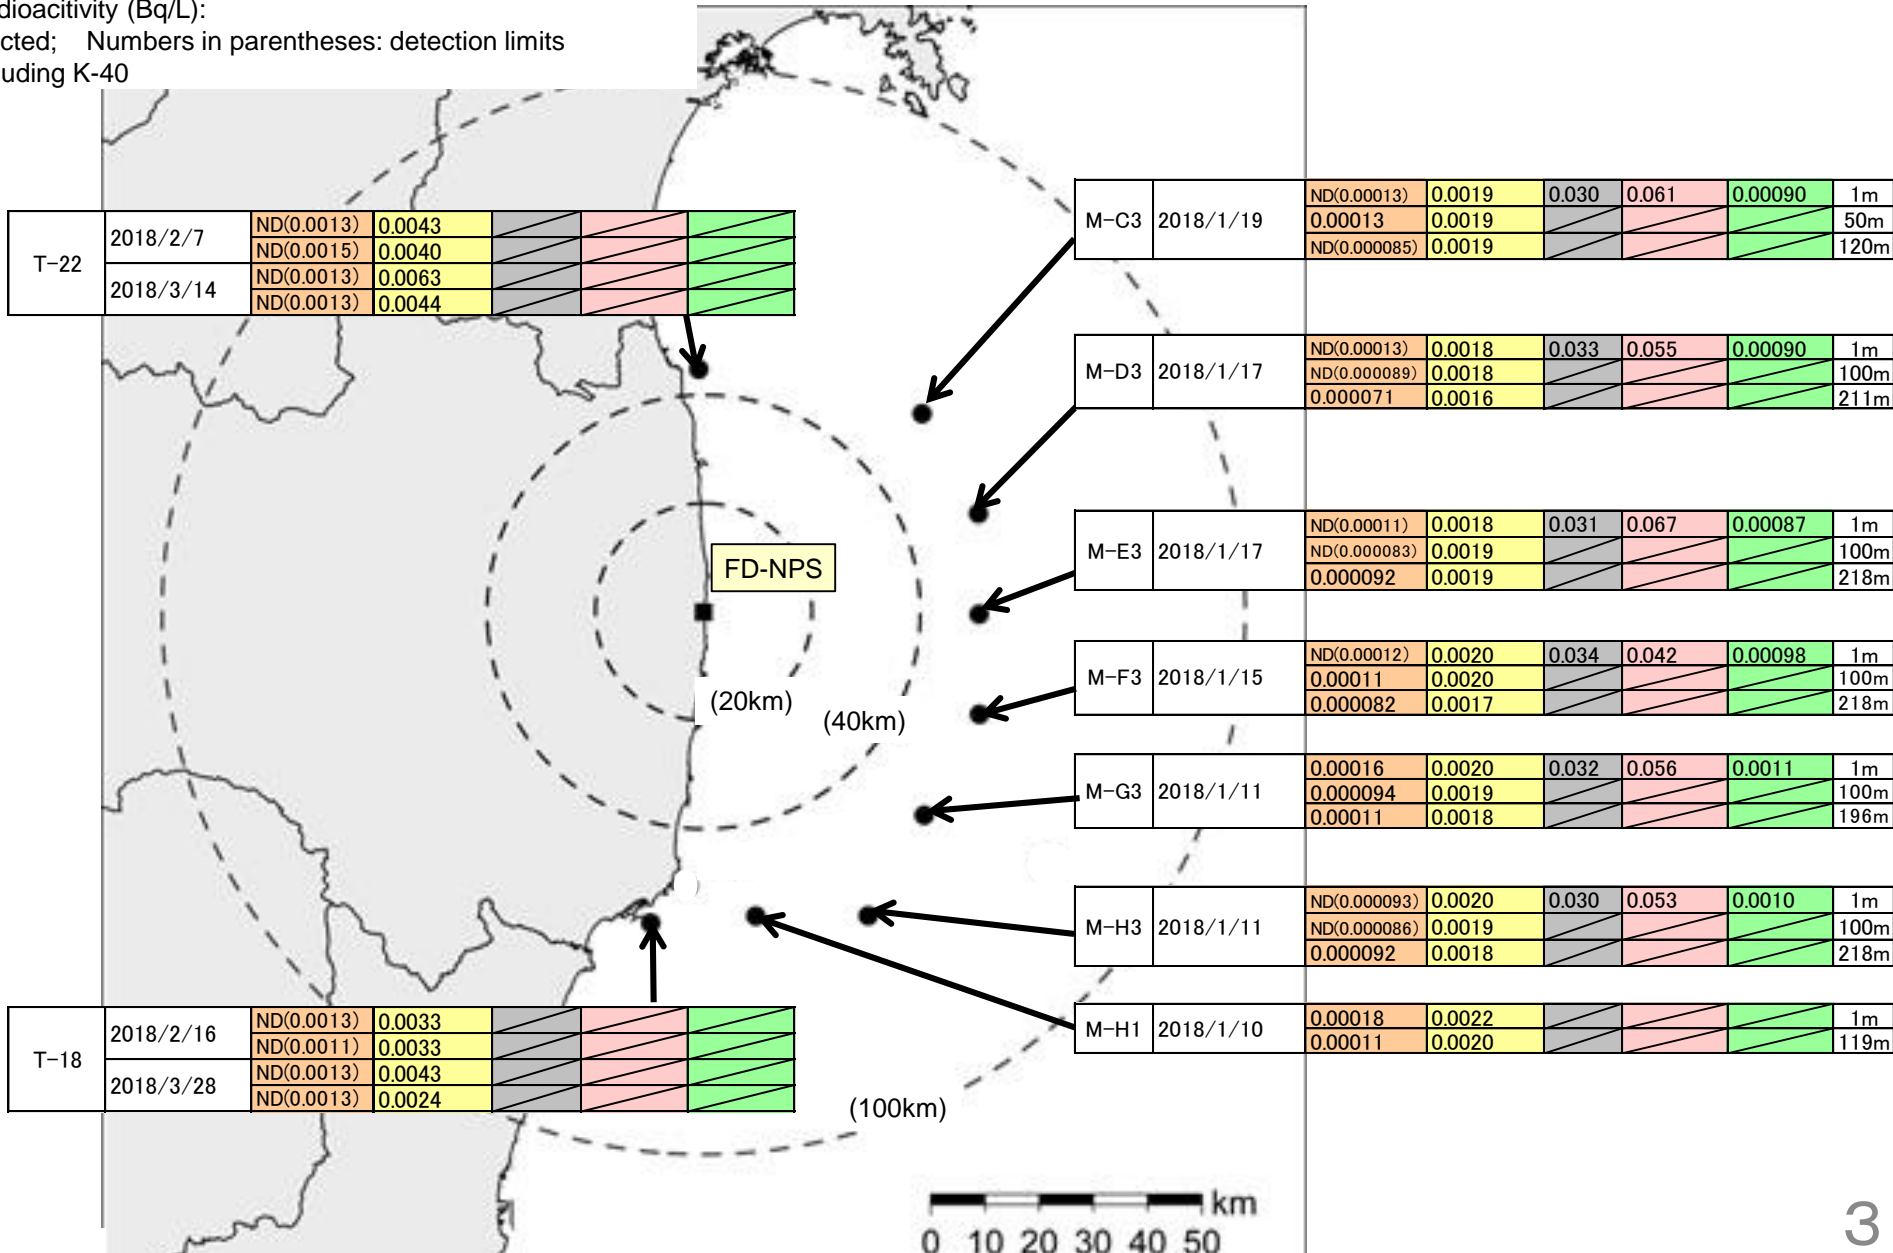 dioacitivity (Bq/L):
cted; Numbers in parentheses: detection limits
uding K-40
T-22
2018/2/7
ND(0.0013) 0.0043
ND(0.0015) 0.0040
2018/3/14
ND(0.0013) 0.0063
ND(0.0013) 0.0044
M-C3 2018/1/19
ND(0.00013) 0.0019 0.030 0.061 0.00090 1m
0.00013 0.0019 50m
ND(0.000085) 0.0019 120m
M-D3 2018/1/17
ND(0.00013) 0.0018 0.033 0.055 0.00090 1m
ND(0.000089) 0.0018 100m
0.000071 0.0016 211m
M-E3 2018/1/17
ND(0.00011) 0.0018 0.031 0.067 0.00087 1m
ND(0.000083) 0.0019 100m
0.000092 0.0019 218m
FD-NPS
(20km)
(40km)
M-F3 2018/1/15
ND(0.00012) 0.0020 0.034 0.042 0.00098 1m
0.00011 0.0020 100m
0.000082 0.0017 218m
M-G3 2018/1/11
0.00016 0.0020 0.032 0.056 0.0011 1m
0.000094 0.0019 100m
0.00011 0.0018 196m
M-H3 2018/1/11
ND(0.000093) 0.0020 0.030 0.053 0.0010 1m
ND(0.000086) 0.0019 100m
0.000092 0.0018 218m
M-H1 2018/1/10
0.00018 0.0022 1m
0.00011 0.0020 119m
T-18
2018/2/16
ND(0.0013) 0.0033
ND(0.0011) 0.0033
2018/3/28
ND(0.0013) 0.0043
ND(0.0013) 0.0024
(100km)
km
0 10 20 30 40 50
3